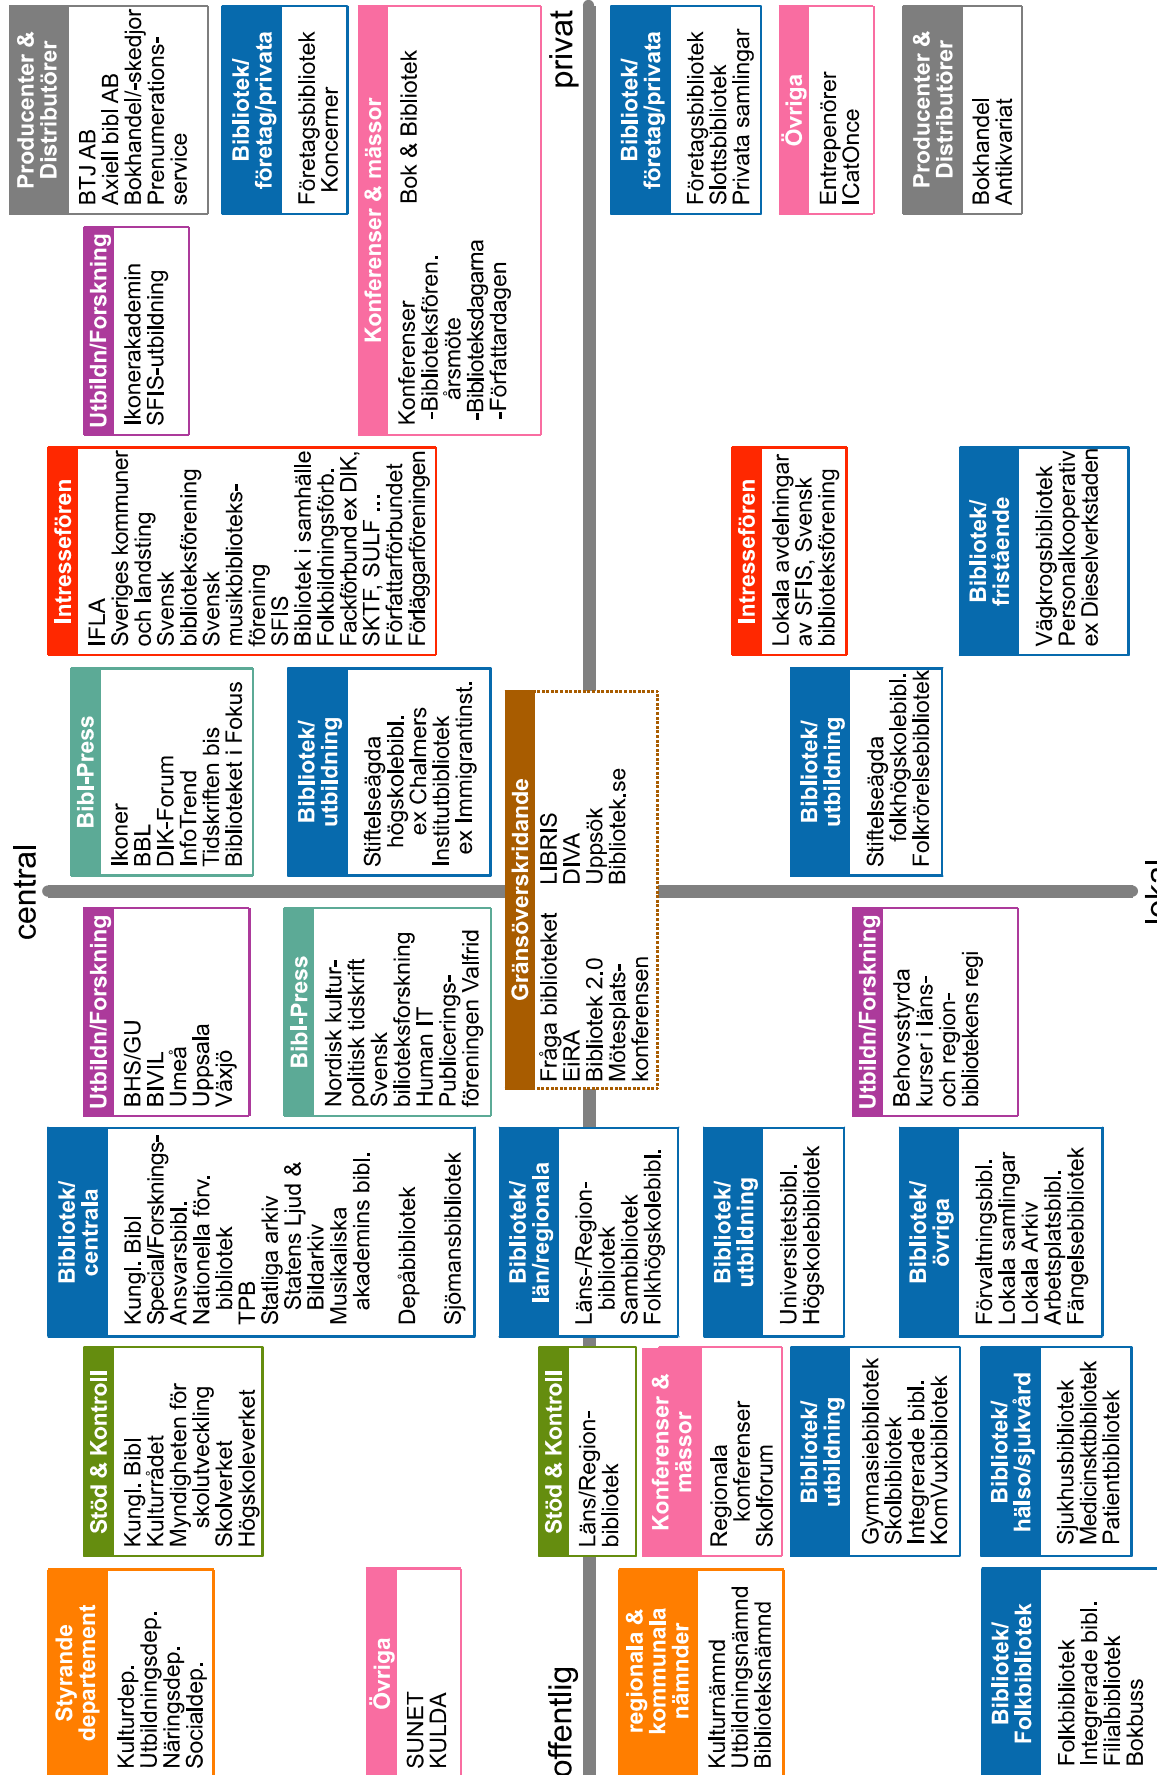 central
Styrande
departement
Kulturdep.
Utbildningsdep.
Näringsdep.
Socialdep.
Stöd & Kontroll
Kungl. Bibl
Kulturrådet
Myndigheten för
skolutveckling
Skolverket
Högskoleverket
Bibliotek/
centrala
Kungl. Bibl
Special/Forsknings-
Ansvarsbibl.
Nationella förv.
bibliotek
TPB
Statliga arkiv
Statens Ljud &
Bildarkiv
Musikaliska
akademins bibl.
Depåbibliotek
Sjömansbibliotek
Utbildn/Forskning
BHS/GU
BIVIL
Umeå
Uppsala
Växjö
Bibl-Press
Ikoner
BBL
DIK-Forum
InfoTrend
Tidskriften bis
Biblioteket i Fokus
Intressefören
IFLA
Sveriges kommuner
och landsting
Svensk
biblioteksförening
Svensk
musikbiblioteks-
förening
SFIS
Bibliotek i samhälle
Folkbildningsförb.
Fackförbund ex DIK,
SKTF, SULF ...
Författarförbundet
Förläggarföreningen
Utbildn/Forskning
Ikonerakademin
SFIS-utbildning
Producenter &
Distributörer
BTJ AB
Axiell bibl AB
Bokhandel/-skedjor
Prenumerations-
service
Övriga
SUNET
KULDA
Bibl-Press
Nordisk kultur-
politisk tidskrift
Svensk
bilioteksforskning
Human IT
Publicerings-
föreningen Valfrid
Bibliotek/
utbildning
Stiftelseägda
högskolebibl.
ex Chalmers
Institutbibliotek
ex Immigrantinst.
Bibliotek/
företag/privata
Företagsbibliotek
Koncerner
Konferenser & mässor
Konferenser
-Biblioteksfören.
årsmöte
-Biblioteksdagarna
-Författardagen
Bok & Bibliotek
offentlig
privat
Stöd & Kontroll
Läns/Region-
bibliotek
Bibliotek/
län/regionala
Läns-/Region-
bibliotek
Sambibliotek
Folkhögskolebibl.
Gränsöverskridande
Fråga biblioteket
EiRA
Bibliotek 2.0
Mötesplats-
konferensen
LIBRIS
DIVA
Uppsök
Bibliotek.se
regionala &
kommunala
nämnder
Kulturnämnd
Utbildningsnämnd
Biblioteksnämnd
Konferenser &
mässor
Regionala
konferenser
Skolforum
Bibliotek/
utbildning
Universitetsbibl.
Högskolebibliotek
Intressefören
Lokala avdelningar
av SFIS, Svensk
biblioteksförening
Bibliotek/
företag/privata
Företagsbibliotek
Slottsbibliotek
Privata samlingar
Övriga
Entrepenörer
ICatOnce
Bibliotek/
utbildning
Gymnasiebibliotek
Skolbibliotek
Integrerade bibl.
KomVuxbibliotek
Utbildn/Forskning
Behovsstyrda
kurser i läns-
och region-
bibliotekens regi
Bibliotek/
utbildning
Stiftelseägda
folkhögskolebibl.
Folkrörelsebibliotek
Producenter &
Distributörer
Bokhandel
Antikvariat
Bibliotek/
Folkbibliotek
Folkbibliotek
Integrerade bibl.
Filialbibliotek
Bokbuss
Bibliotek/
hälso/sjukvård
Sjukhusbibliotek
Medicinsktbibliotek
Patientbibliotek
Bibliotek/
övriga
Förvaltningsbibl.
Lokala samlingar
Lokala Arkiv
Arbetsplatsbibl.
Fängelsebibliotek
Bibliotek/
fristående
Vägkrogsbibliotek
Personalkooperativ
ex Dieselverkstaden
lokal